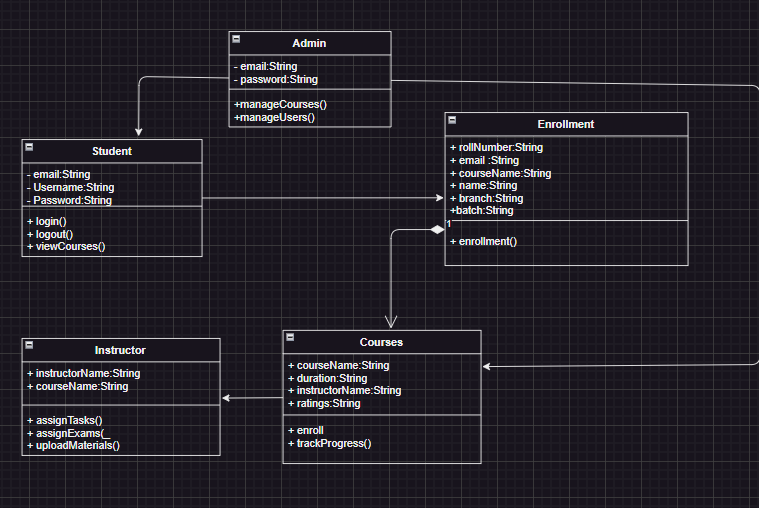 Admin
- email:String
- password:String
+manageCourses()
+manageUsers()
Enrollment
+ rollNumber:String
+ email :String
+ courseName:String
+ name:String
+ branch:String
+batch:String
1
+ enrollment()
Student
- email:String
- Username:String
- Password:String
+ login()
+ logout()
+ viewCourses()
Instructor
+ instructorName:String
+ courseName:String
+ assignTasks()
+ assignExams(_
+ uploadMaterials()
Courses
+ courseName:String
+ duration:String
+ instructorName:String
+ ratings:String
+ enroll
+ trackProgress()